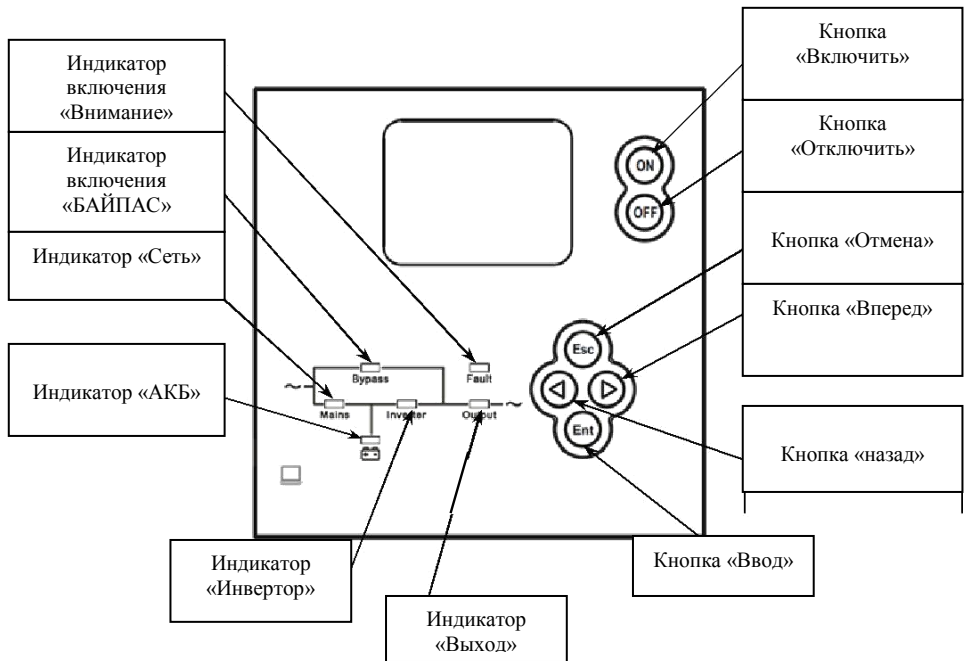 Индикатор
включения
«Внимание»
Индикатор
включения
«БАЙПАС»
Индикатор «Сеть»
Индикатор «АКБ»
Индикатор
«Инвертор»
Индикатор
«Выход»
Кнопка
«Включить»
Кнопка
«Отключить»
Кнопка «Отмена»
Кнопка «Вперед»
Кнопка «назад»
Кнопка «Ввод»
ON
OFF
Esc
Ent
Bypass
Fault
Mains
Inverter
Output